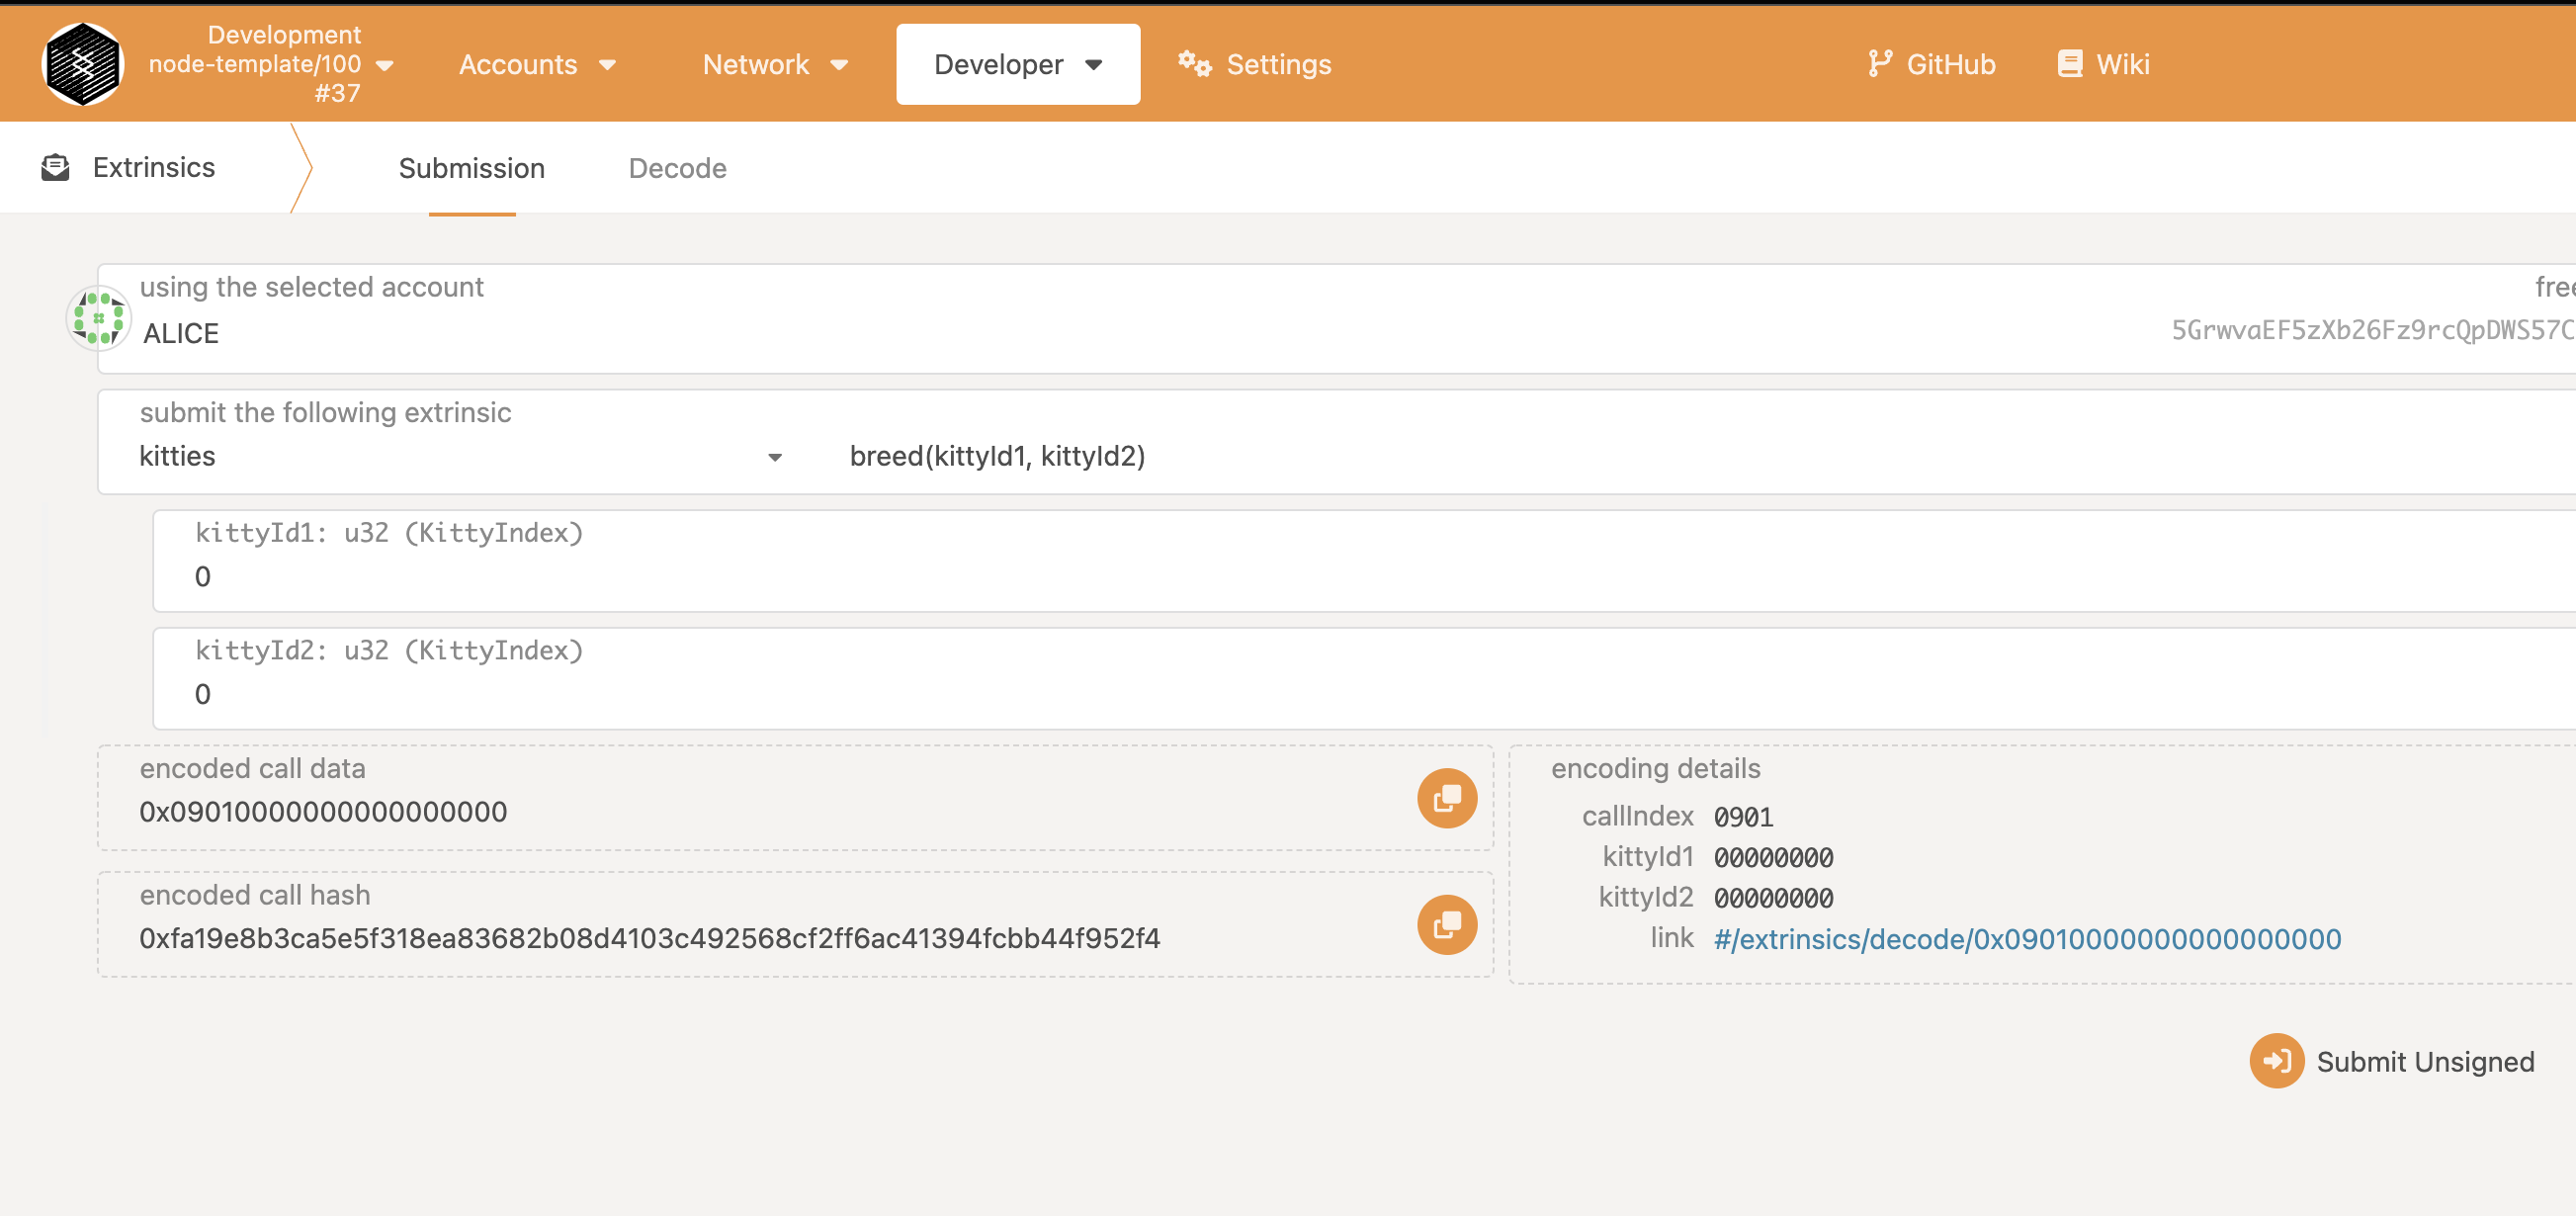 Development
node-template/100
#37
Accounts
Network
Developer
Settings
GitHub
Wiki
Extrinsics
Submission
Decode
using the selected account
free
ALICE
5GrwvaEF5zXb26Fz9rcQpDWS57C
submit the following extrinsic
kitties
breed(kittyId1, kittyId2)
kittyId1: u32 (KittyIndex)
0
kittyId2: u32 (KittyIndex)
0
encoded call data
0x09010000000000000000
encoded call hash
0xfa19e8b3ca5e5f318ea83682b08d4103c492568cf2ff6ac41394fcbb44f952f4
encoding details
callIndex 0901
kittyId1 00000000
kittyId2 00000000
link #/extrinsics/decode/0x09010000000000000000
Submit Unsigned